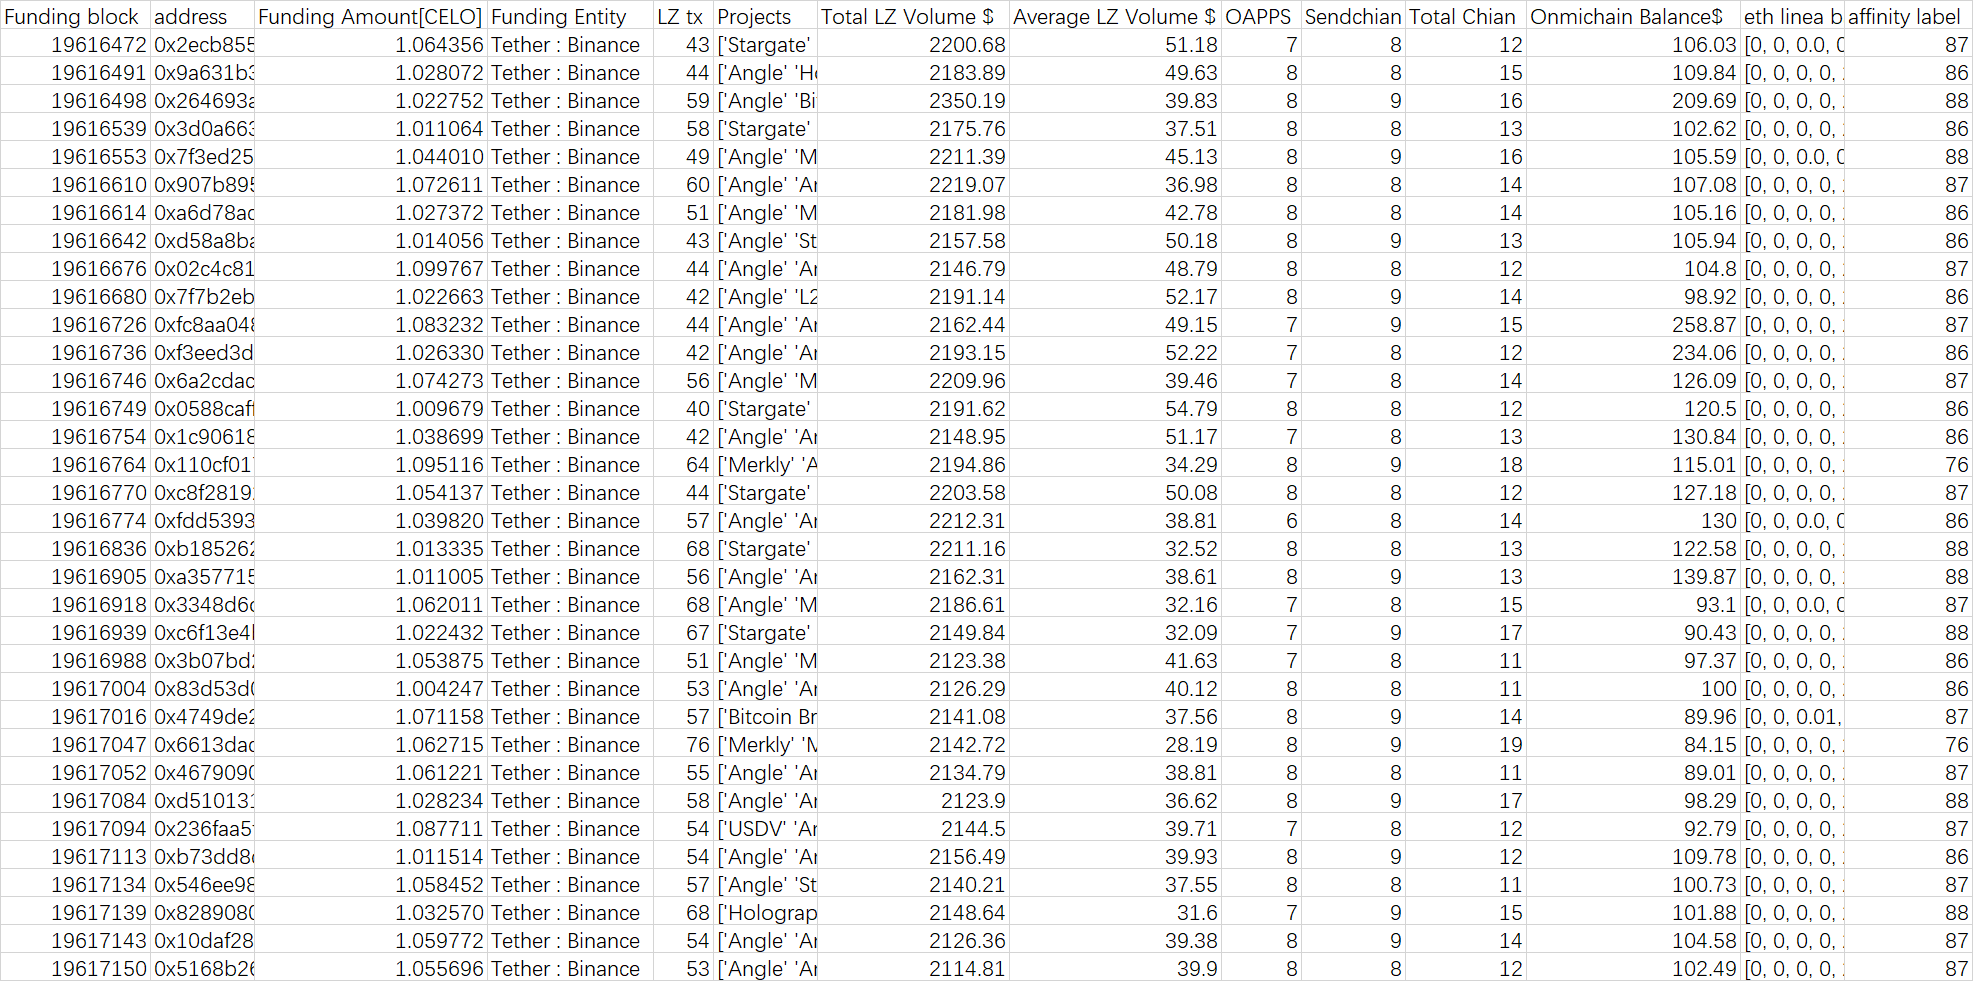 Funding block address Funding Amount[CELO] Funding Entity LZ tx Projects Total LZ Volume $ Average LZ Volume $ OAPPS Sendchian Total Chian Onmichain Balance$ eth linea b affinity label
19616472 0x2ecb855 1.064356 Tether : Binance 43 ['Stargate' 2200.68 51.18 7 8 12 106.03 [0, 0, 0.0, 0 87
19616491 0x9a631b3 1.028072 Tether : Binance 44 ['Angle' 'Ho 2183.89 49.63 8 8 15 109.84 [0, 0, 0, 0, 86
19616498 0x264693a 1.022752 Tether : Binance 59 ['Angle' 'Bi 2350.19 39.83 8 9 16 209.69 [0, 0, 0, 0, 88
19616539 0x3d0a663 1.011064 Tether : Binance 58 ['Stargate' 2175.76 37.51 8 8 13 102.62 [0, 0, 0, 0, 86
19616553 0x7f3ed25 1.044010 Tether : Binance 49 ['Angle' 'M 2211.39 45.13 8 9 16 105.59 [0, 0, 0.0, 0 88
19616610 0x907b895 1.072611 Tether : Binance 60 ['Angle' 'Ar 2219.07 36.98 8 8 14 107.08 [0, 0, 0, 0, 87
19616614 0xa6d78ac 1.027372 Tether : Binance 51 ['Angle' 'M 2181.98 42.78 8 8 14 105.16 [0, 0, 0, 0, 86
19616642 0xd58a8ba 1.014056 Tether : Binance 43 ['Angle' 'St 2157.58 50.18 8 9 13 105.94 [0, 0, 0, 0, 86
19616676 0x02c4c81 1.099767 Tether : Binance 44 ['Angle' 'Ar 2146.79 48.79 8 8 12 104.8 [0, 0, 0, 0, 87
19616680 0x7f7b2eb 1.022663 Tether : Binance 42 ['Angle' 'L2 2191.14 52.17 8 9 14 98.92 [0, 0, 0, 0, 86
19616726 0xfc8aa048 1.083232 Tether : Binance 44 ['Angle' 'Ar 2162.44 49.15 7 9 15 258.87 [0, 0, 0, 0, 87
19616736 0xf3eed3d 1.026330 Tether : Binance 42 ['Angle' 'Ar 2193.15 52.22 7 8 12 234.06 [0, 0, 0, 0, 86
19616746 0x6a2cdac 1.074273 Tether : Binance 56 ['Angle' 'M 2209.96 39.46 7 8 14 126.09 [0, 0, 0, 0, 87
19616749 0x0588caff 1.009679 Tether : Binance 40 ['Stargate' 2191.62 54.79 8 8 12 120.5 [0, 0, 0, 0, 86
19616754 0x1c90618 1.038699 Tether : Binance 42 ['Angle' 'Ar 2148.95 51.17 7 8 13 130.84 [0, 0, 0, 0, 86
19616764 0x110cf017 1.095116 Tether : Binance 64 ['Merkly' 'A 2194.86 34.29 8 9 18 115.01 [0, 0, 0, 0, 76
19616770 0xc8f2819 1.054137 Tether : Binance 44 ['Stargate' 2203.58 50.08 8 8 12 127.18 [0, 0, 0, 0, 87
19616774 0xfdd5393 1.039820 Tether : Binance 57 ['Angle' 'Ar 2212.31 38.81 6 8 14 130 [0, 0, 0.0, 0 86
19616836 0xb185262 1.013335 Tether : Binance 68 ['Stargate' 2211.16 32.52 8 8 13 122.58 [0, 0, 0, 0, 88
19616905 0xa357715 1.011005 Tether : Binance 56 ['Angle' 'Ar 2162.31 38.61 8 9 13 139.87 [0, 0, 0, 0, 88
19616918 0x3348d6c 1.062011 Tether : Binance 68 ['Angle' 'M 2186.61 32.16 7 8 15 93.1 [0, 0, 0.0, 0 87
19616939 0xc6f13e4 1.022432 Tether : Binance 67 ['Stargate' 2149.84 32.09 7 9 17 90.43 [0, 0, 0, 0, 88
19616988 0x3b07bd2 1.053875 Tether : Binance 51 ['Angle' 'M 2123.38 41.63 7 8 11 97.37 [0, 0, 0, 0, 86
19617004 0x83d53d0 1.004247 Tether : Binance 53 ['Angle' 'Ar 2126.29 40.12 8 8 11 100 [0, 0, 0, 0, 86
19617016 0x4749de2 1.071158 Tether : Binance 57 ['Bitcoin Br 2141.08 37.56 8 9 14 89.96 [0, 0, 0.01, 87
19617047 0x6613dac 1.062715 Tether : Binance 76 ['Merkly' 'M 2142.72 28.19 8 9 19 84.15 [0, 0, 0, 0, 76
19617052 0x4679090 1.061221 Tether : Binance 55 ['Angle' 'Ar 2134.79 38.81 8 8 11 89.01 [0, 0, 0, 0, 87
19617084 0xd510131 1.028234 Tether : Binance 58 ['Angle' 'Ar 2123.9 36.62 8 9 17 98.29 [0, 0, 0, 0, 88
19617094 0x236faa5 1.087711 Tether : Binance 54 ['USDV' 'Ar 2144.5 39.71 7 8 12 92.79 [0, 0, 0, 0, 87
19617113 0xb73dd8 1.011514 Tether : Binance 54 ['Angle' 'Ar 2156.49 39.93 8 9 12 109.78 [0, 0, 0, 0, 86
19617134 0x546ee98 1.058452 Tether : Binance 57 ['Angle' 'St 2140.21 37.55 8 8 11 100.73 [0, 0, 0, 0, 87
19617139 0x8289080 1.032570 Tether : Binance 68 ['Holograp 2148.64 31.6 7 9 15 101.88 [0, 0, 0, 0, 88
19617143 0x10daf28 1.059772 Tether : Binance 54 ['Angle' 'Ar 2126.36 39.38 8 9 14 104.58 [0, 0, 0, 0, 87
19617150 0x5168b26 1.055696 Tether : Binance 53 ['Angle' 'Ar 2114.81 39.9 8 8 12 102.49 [0, 0, 0, 0, 87